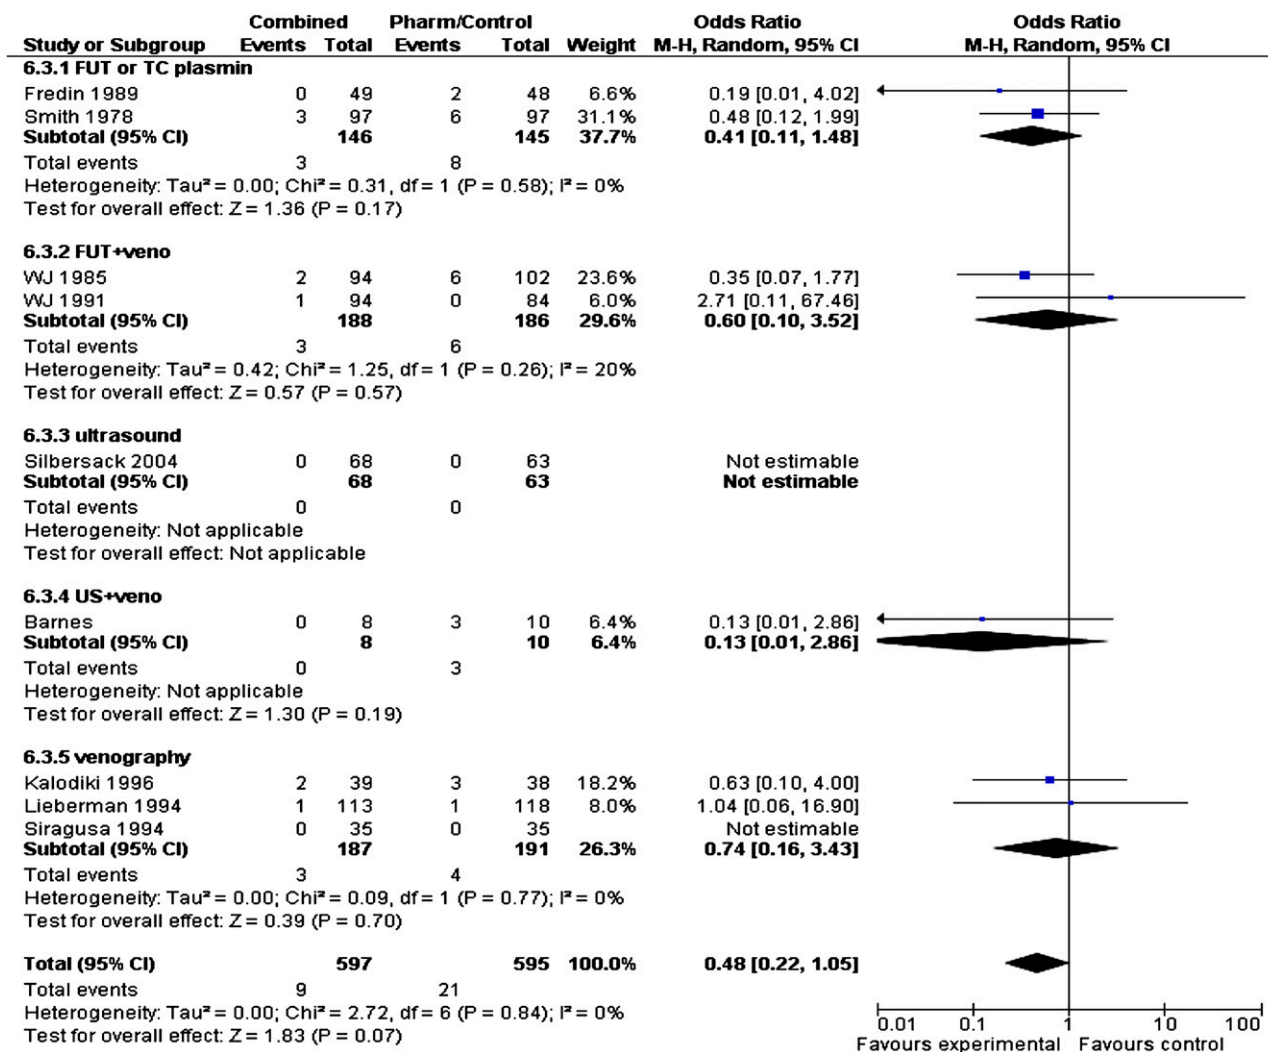 Combined Pharm/Control Odds Ratio Odds Ratio
Study or Subgroup Events Total Events Total Weight M-H, Random, 95% CI M-H, Random, 95% CI
6.3.1 FUT or TC plasmin
Fredin 1989 0 49 2 48 6.6% 0.19 [0.01, 4.02]
Smith 1978 3 97 6 97 31.1% 0.48 [0.12, 1.99]
Subtotal (95% CI) 146 145 37.7% 0.41 [0.11, 1.48]
Total events 3 8
Heterogeneity: Tau² = 0.00; Chi² = 0.31, df = 1 (P = 0.58); I² = 0%
Test for overall effect: Z = 1.36 (P = 0.17)
6.3.2 FUT+veno
WJ 1985 2 94 6 102 23.6% 0.35 [0.07, 1.77]
WJ 1991 1 94 0 84 6.0% 2.71 [0.11, 67.46]
Subtotal (95% CI) 188 186 29.6% 0.60 [0.10, 3.52]
Total events 3 6
Heterogeneity: Tau² = 0.42; Chi² = 1.25, df = 1 (P = 0.26); I² = 20%
Test for overall effect: Z = 0.57 (P = 0.57)
6.3.3 ultrasound
Silbersack 2004 0 68 0 63 Not estimable
Subtotal (95% CI) 68 63 Not estimable
Total events 0 0
Heterogeneity: Not applicable
Test for overall effect: Not applicable
6.3.4 US+veno
Barnes 0 8 3 10 6.4% 0.13 [0.01, 2.86]
Subtotal (95% CI) 8 10 6.4% 0.13 [0.01, 2.86]
Total events 0 3
Heterogeneity: Not applicable
Test for overall effect: Z = 1.30 (P = 0.19)
6.3.5 venography
Kalodiki 1996 2 39 3 38 18.2% 0.63 [0.10, 4.00]
Lieberman 1994 1 113 1 118 8.0% 1.04 [0.06, 16.90]
Siragusa 1994 0 35 0 35 Not estimable
Subtotal (95% CI) 187 191 26.3% 0.74 [0.16, 3.43]
Total events 3 4
Heterogeneity: Tau² = 0.00; Chi² = 0.09, df = 1 (P = 0.77); I² = 0%
Test for overall effect: Z = 0.39 (P = 0.70)
Total (95% CI) 597 595 100.0% 0.48 [0.22, 1.05]
Total events 9 21
Heterogeneity: Tau² = 0.00; Chi² = 2.72, df = 6 (P = 0.84); I² = 0%
Test for overall effect: Z = 1.83 (P = 0.07)
0.01 0.1 1 10 100
Favours experimental Favours control